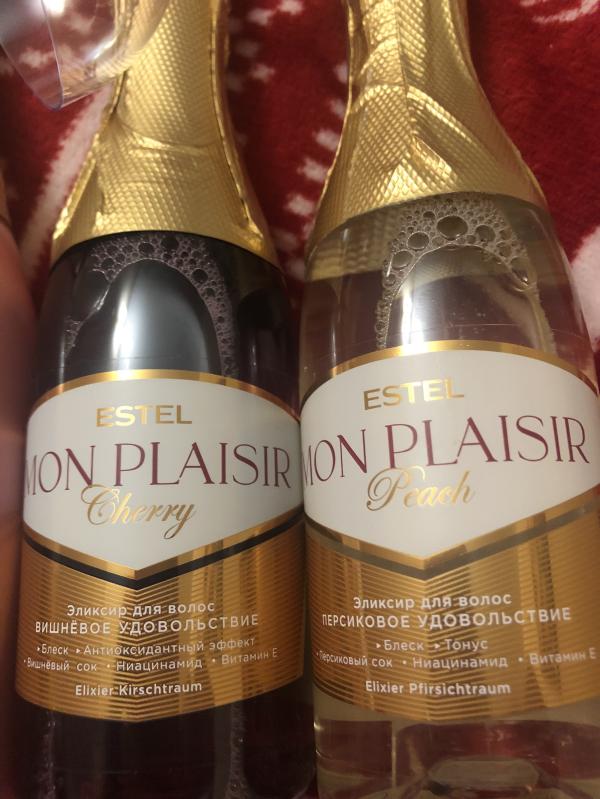 ESTEL
MON PLAISIR
Cherry
Эликсир для волос
ВИШНЁВОЕ УДОВОЛЬСТВИЕ
▸Блеск ▸Антиоксидантный эффект
•Вишнёвый сок •Ниацинамид •Витамин Е
Elixier Kirschtraum
ESTEL
MON PLAISIR
Peach
Эликсир для волос
ПЕРСИКОВОЕ УДОВОЛЬСТВИЕ
▸Блеск ▸Тонус
•Персиковый сок •Ниацинамид •Витамин Е
Elixier Pfirsichtraum